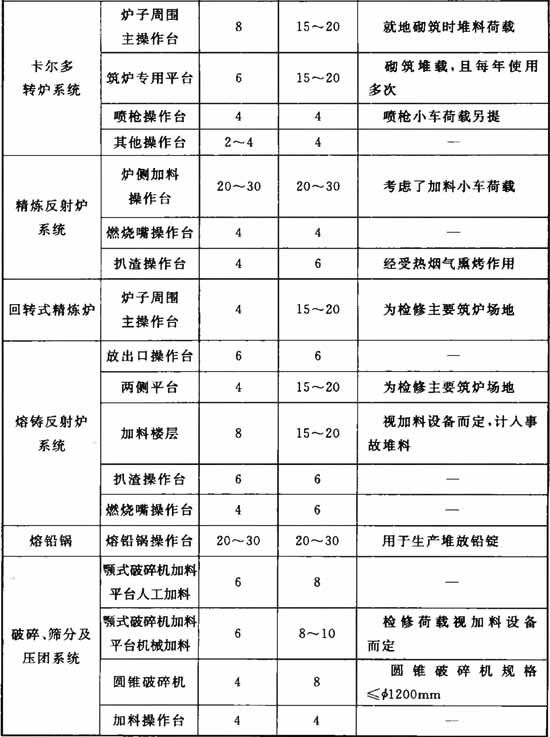 卡尔多
转炉系统
炉子周围
主操作台
8
15～20
就地砌筑时堆料荷载
筑炉专用平台
6
15～20
砌筑堆载,且每年使用
多次
喷枪操作台
4
4
喷枪小车荷载另提
其他操作台
2～4
4
—
精炼反射炉
系统
炉侧加料
操作台
20～30
20～30
考虑了加料小车荷载
燃烧嘴操作台
4
4
—
扒渣操作台
4
6
经受热烟气熏烤作用
回转式精炼炉
炉子周围
主操作台
4
15～20
为检修主要筑炉场地
熔铸反射炉
系统
放出口操作台
6
6
—
两侧平台
4
15～20
为检修主要筑炉场地
加料楼层
8
15～20
视加料设备而定,计人事
故堆料
扒渣操作台
6
6
—
燃烧嘴操作台
4
6
—
熔铅锅
熔铅锅操作台
20～30
20～30
用于生产堆放铅锭
破碎、筛分及
压团系统
颚式破碎机加料
平台人工加料
6
8
—
颚式破碎机加料
平台机械加料
6
8～10
检修荷载视加料设备
而定
圆锥破碎机
4
8
圆锥破碎机规格
≤ϕ1200mm
加料操作台
4
4
—